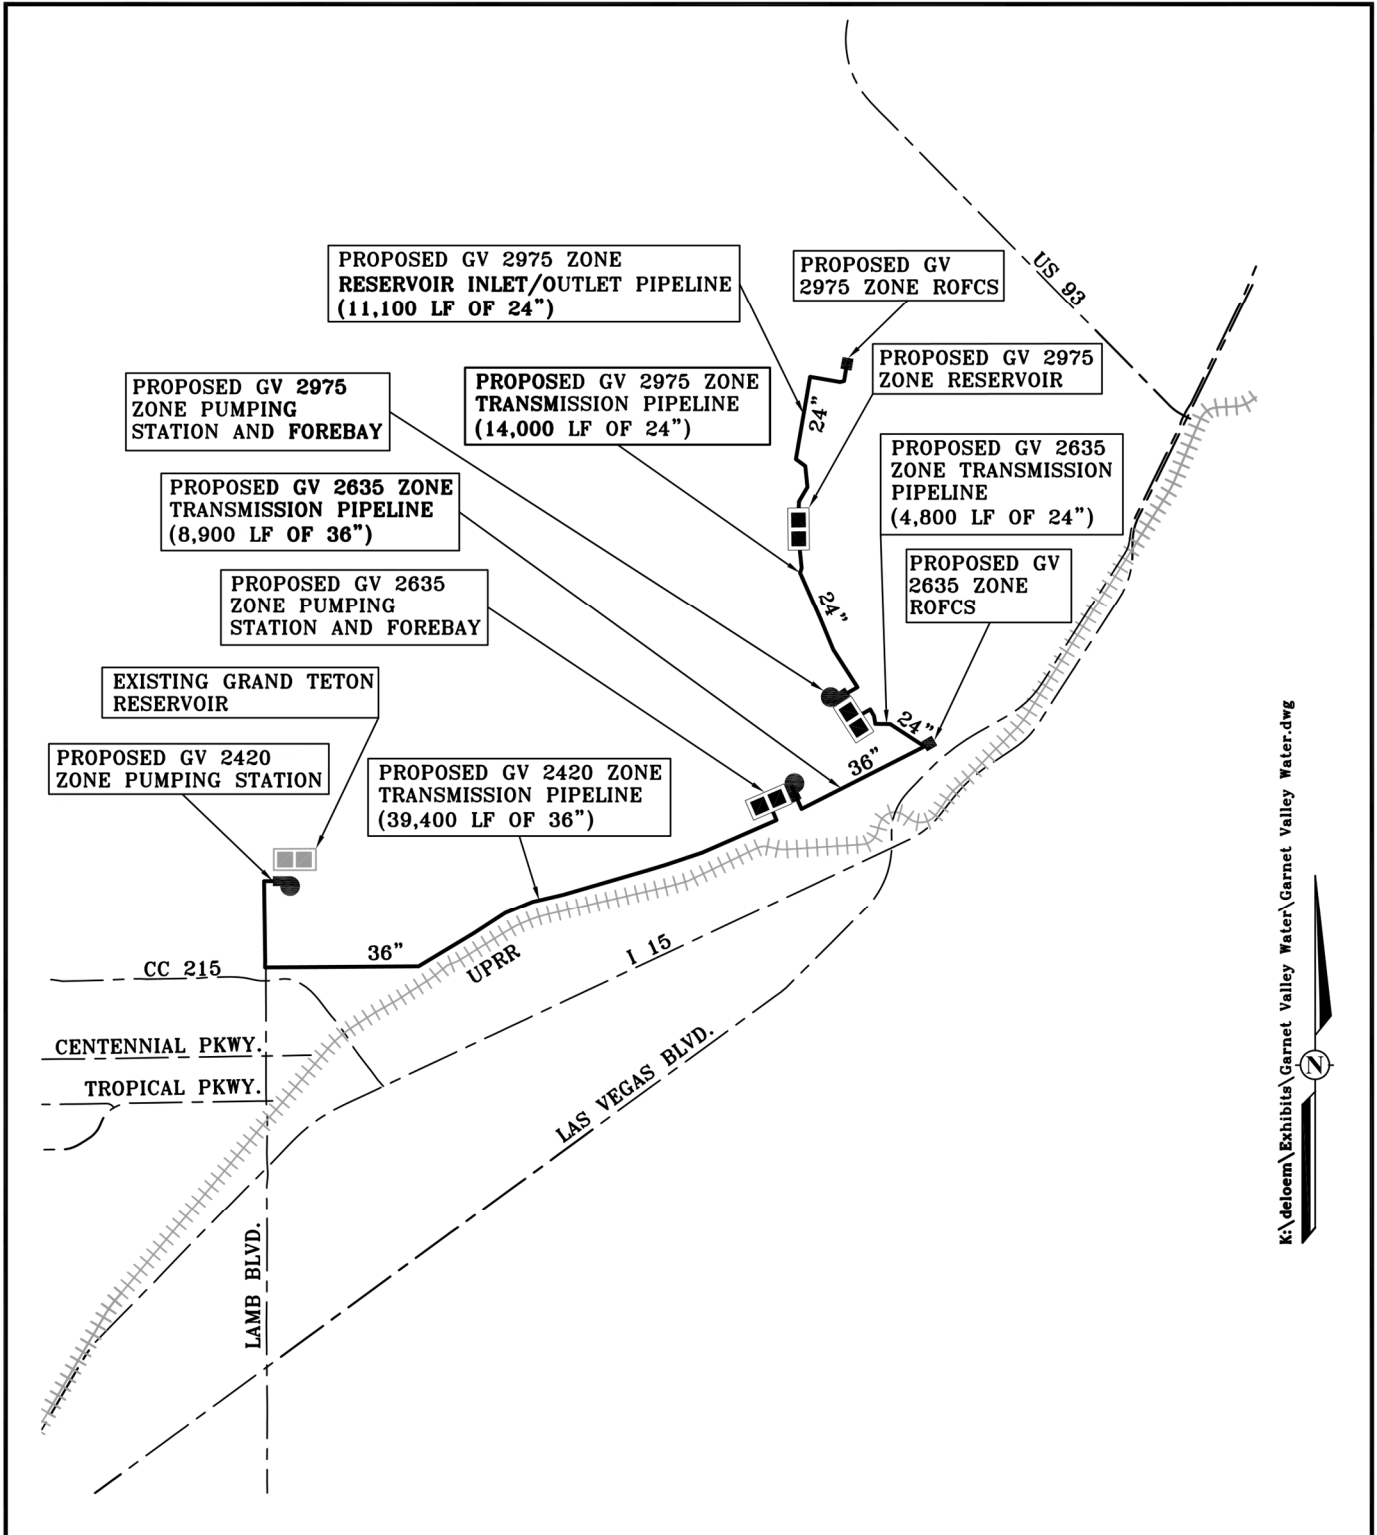 US 93
PROPOSED GV 2975 ZONE
RESERVOIR INLET/OUTLET PIPELINE
(11,100 LF OF 24")
PROPOSED GV
2975 ZONE ROFCS
PROPOSED GV 2975
ZONE RESERVOIR
PROPOSED GV 2975
ZONE PUMPING
STATION AND FOREBAY
PROPOSED GV 2975 ZONE
TRANSMISSION PIPELINE
(14,000 LF OF 24")
24"
PROPOSED GV 2635
ZONE TRANSMISSION
PIPELINE
(4,800 LF OF 24")
PROPOSED GV 2635 ZONE
TRANSMISSION PIPELINE
(8,900 LF OF 36")
PROPOSED GV
2635 ZONE
ROFCS
PROPOSED GV 2635
ZONE PUMPING
STATION AND FOREBAY
24"
EXISTING GRAND TETON
RESERVOIR
24"
PROPOSED GV 2420
ZONE PUMPING STATION
PROPOSED GV 2420 ZONE
TRANSMISSION PIPELINE
(39,400 LF OF 36")
36"
36"
UPRR
I 15
CC 215
CENTENNIAL PKWY.
TROPICAL PKWY.
LAS VEGAS BLVD.
LAMB BLVD.
N
K:\deloem\Exhibits\Garnet Valley Water\Garnet Valley Water.dwg